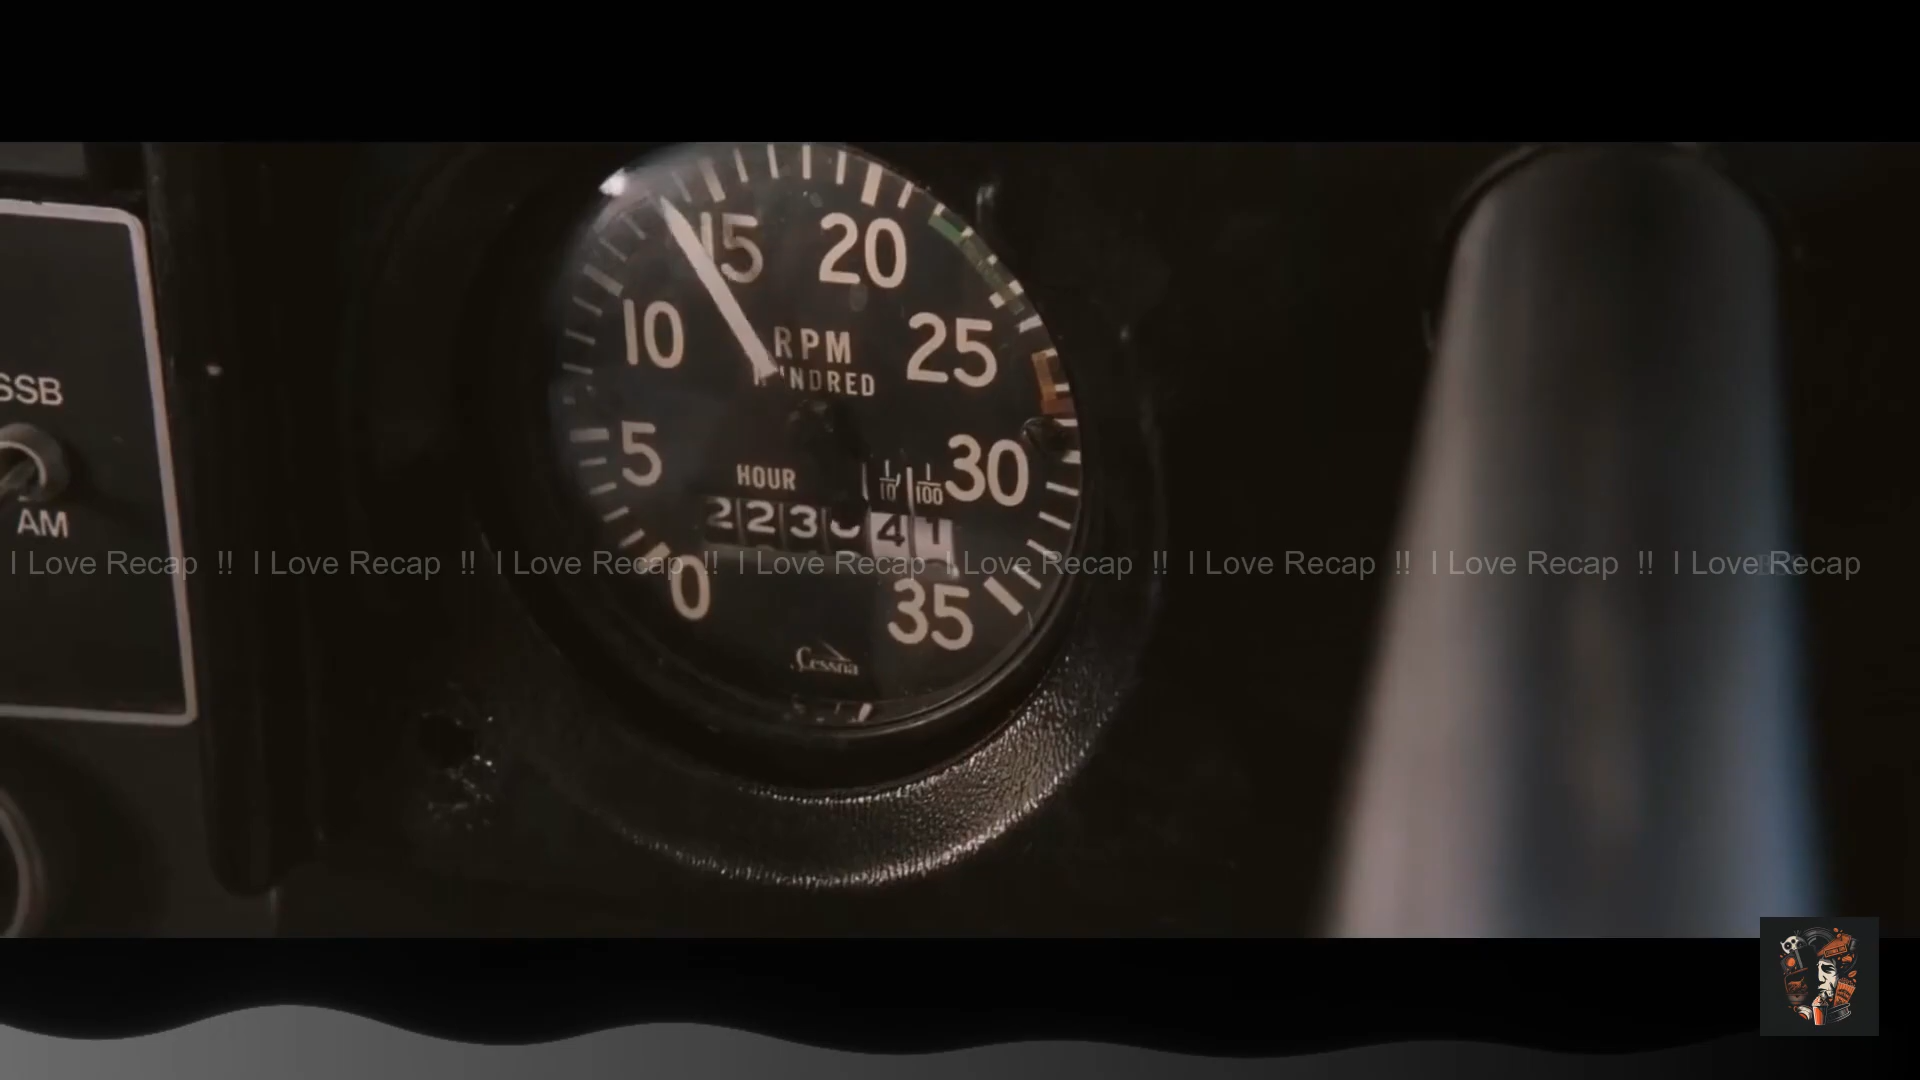 15 20
10 25
RPM
HUNDRED
SSB
5 30
HOUR 1/10 1/100
AM
I Love Recap !! I Love Recap !! I Love Recap !! I Love Recap !! I Love Recap !! I Love Recap !! I Love Recap !! I Love Recap
0 35
Cessna